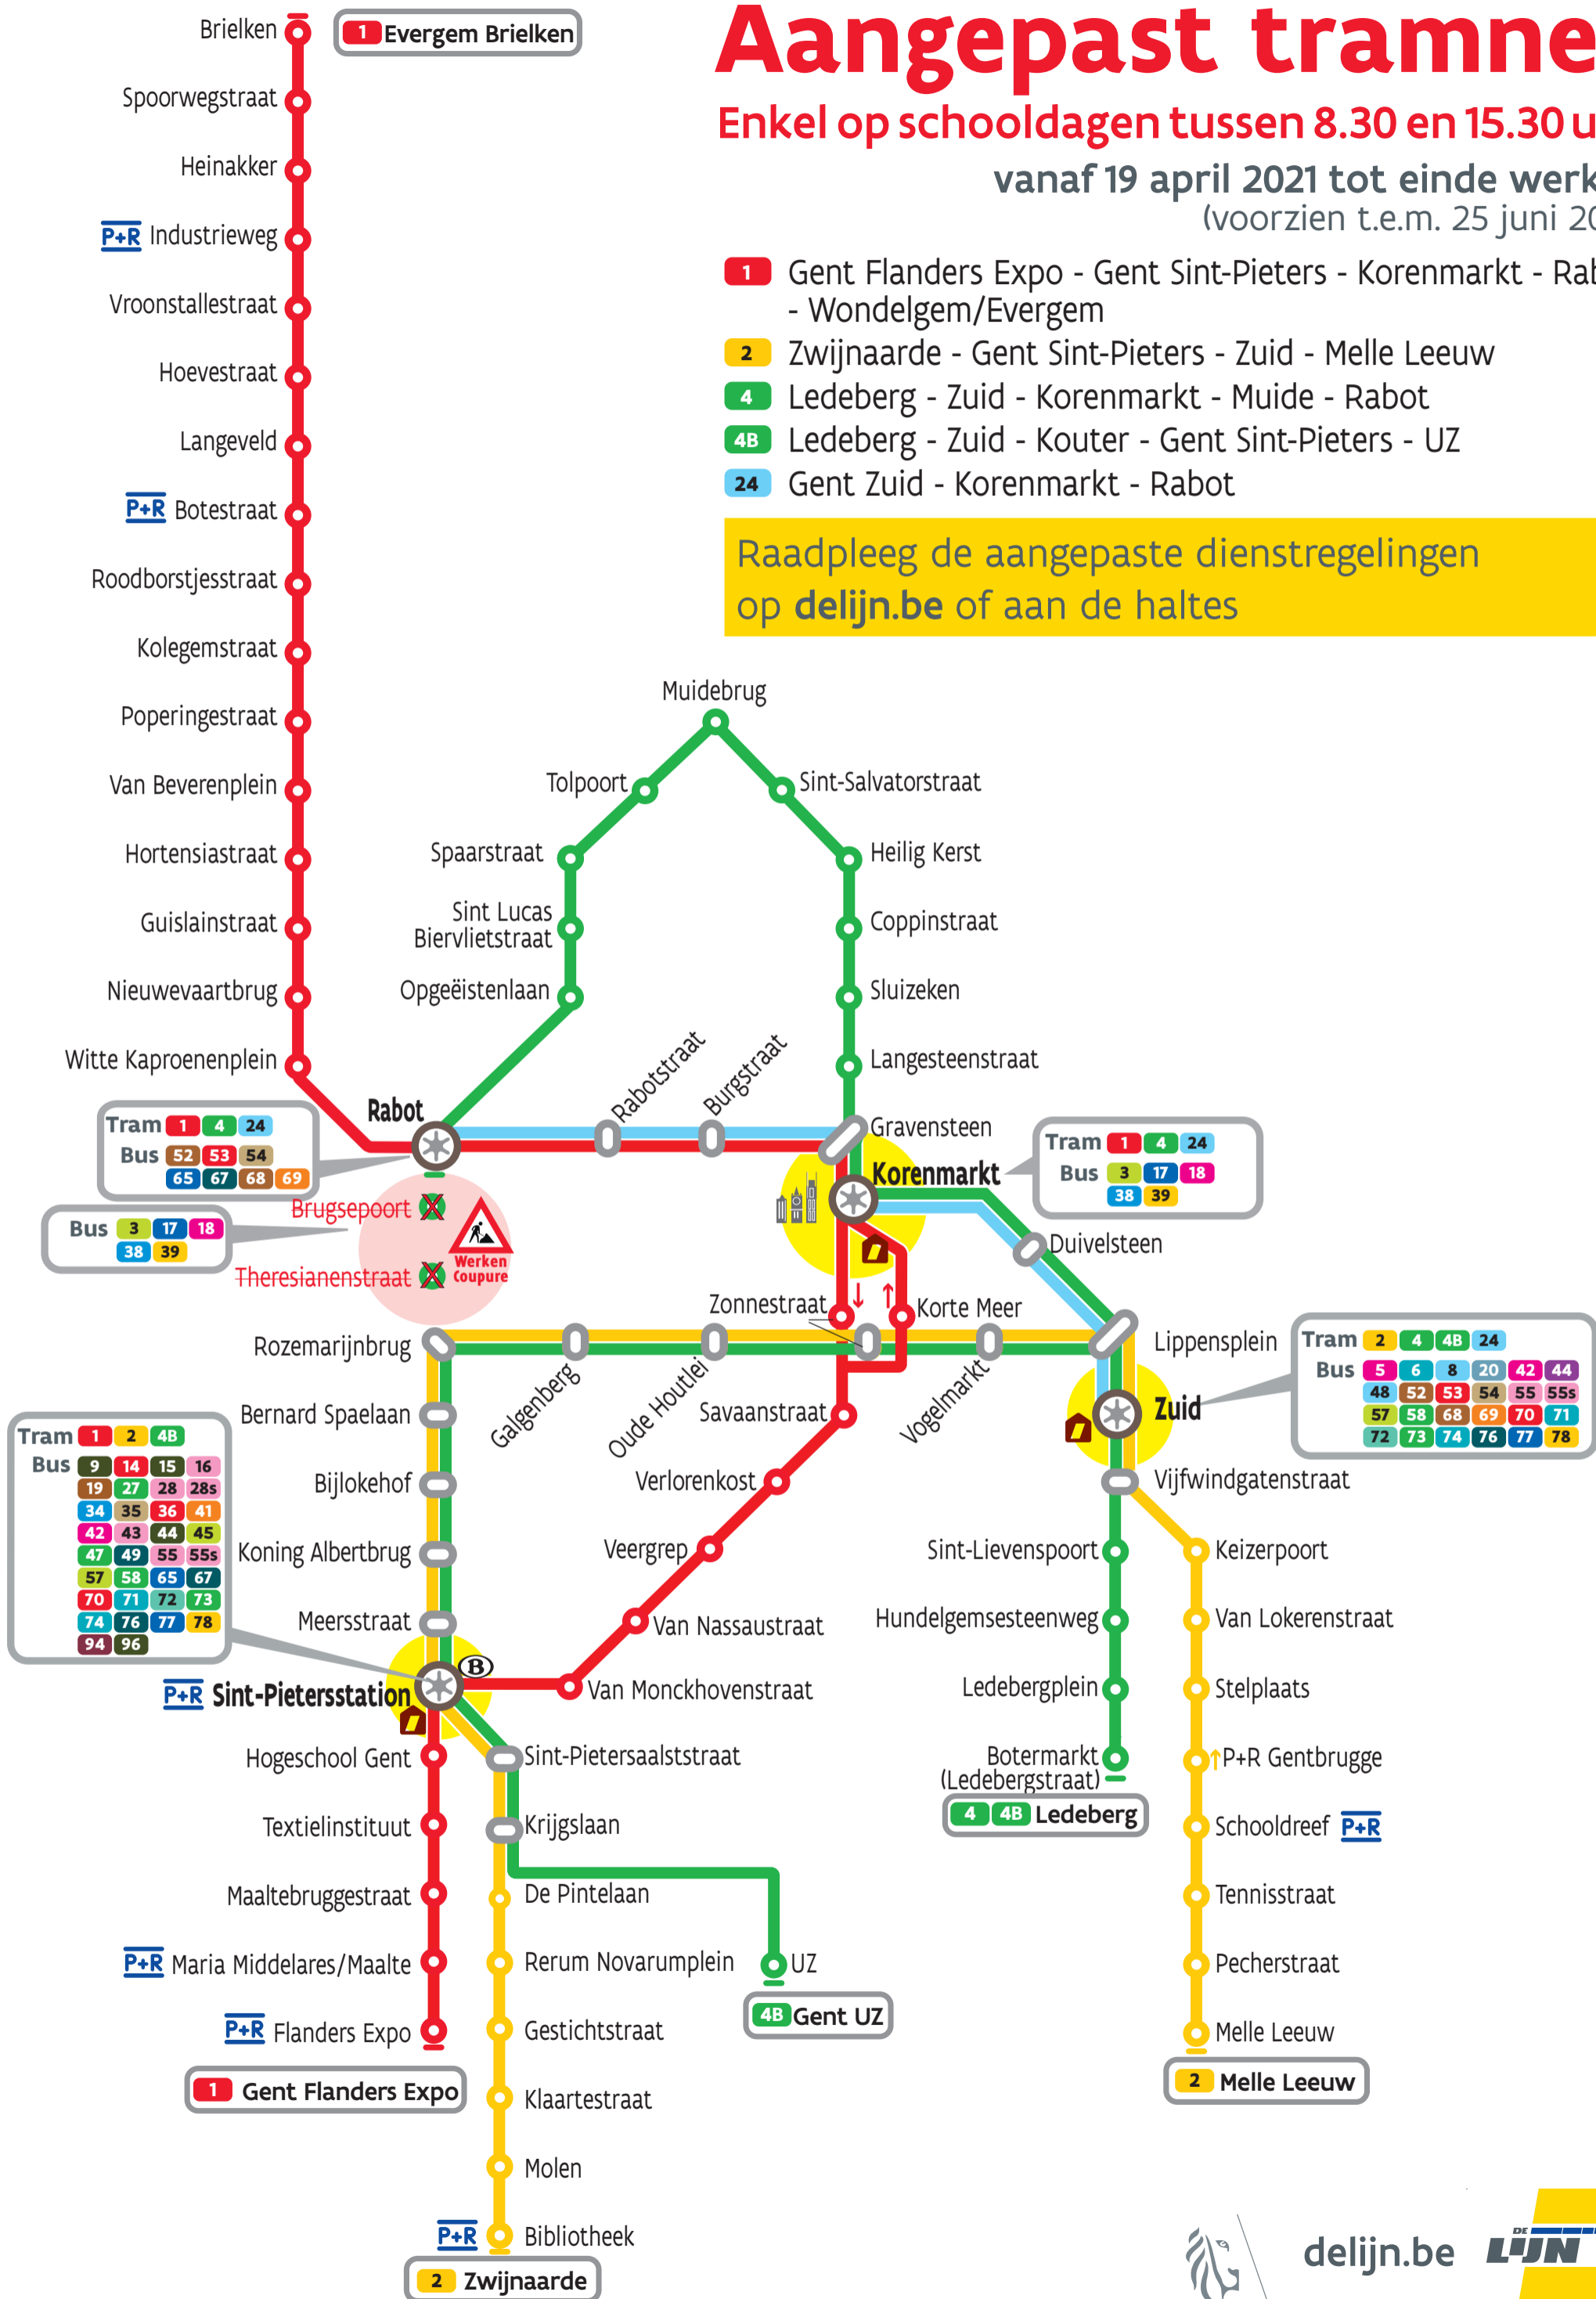 Aangepast tramne
Enkel op schooldagen tussen 8.30 en 15.30 u
vanaf 19 april 2021 tot einde werk
(voorzien t.e.m. 25 juni 20
1 Gent Flanders Expo - Gent Sint-Pieters - Korenmarkt - Rab
- Wondelgem/Evergem
2 Zwijnaarde - Gent Sint-Pieters - Zuid - Melle Leeuw
4 Ledeberg - Zuid - Korenmarkt - Muide - Rabot
4B Ledeberg - Zuid - Kouter - Gent Sint-Pieters - UZ
24 Gent Zuid - Korenmarkt - Rabot
Raadpleeg de aangepaste dienstregelingen
op delijn.be of aan de haltes
Brielken
1 Evergem Brielken
Spoorwegstraat
Heinakker
P+R Industrieweg
Vroonstallestraat
Hoevestraat
Langeveld
P+R Botestraat
Roodborstjesstraat
Kolegemstraat
Poperingestraat
Van Beverenplein
Hortensiastraat
Guislainstraat
Nieuwevaartbrug
Witte Kaproenenplein
Muidebrug
Tolpoort
Sint-Salvatorstraat
Spaarstraat
Heilig Kerst
Sint Lucas
Biervlietstraat
Coppinstraat
Opgeëistenlaan
Sluizeken
Langesteenstraat
Rabotstraat
Burgstraat
Gravensteen
Rabot
Tram 1 4 24
Bus 52 53 54
65 67 68 69
Korenmarkt
Tram 1 4 24
Bus 3 17 18
38 39
Brugsepoort
Bus 3 17 18
38 39
Theresianenstraat
Werken
Coupure
Duivelsteen
Zonnestraat
Korte Meer
Rozemarijnbrug
Galgenberg
Oude Houtlei
Vogelmarkt
Lippensplein
Tram 2 4 4B 24
Bus 5 6 8 20 42 44
48 52 53 54 55 55s
57 58 68 69 70 71
72 73 74 76 77 78
Zuid
Bernard Spaelaan
Savaanstraat
Bijlokehof
Verlorenkost
Vijfwindgatenstraat
Koning Albertbrug
Veergrep
Sint-Lievenspoort
Keizerpoort
Meersstraat
Van Nassaustraat
Hundelgemsesteenweg
Van Lokerenstraat
Tram 1 2 4B
Bus 9 14 15 16
19 27 28 28s
34 35 36 41
42 43 44 45
47 49 55 55s
57 58 65 67
70 71 72 73
74 76 77 78
94 96
B
P+R Sint-Pietersstation
Van Monckhovenstraat
Ledebergplein
Stelplaats
Hogeschool Gent
Sint-Pietersaalststraat
Botermarkt
(Ledebergstraat)
↑P+R Gentbrugge
4 4B Ledeberg
Textielinstituut
Krijgslaan
Schooldreef P+R
Maaltebruggestraat
De Pintelaan
Tennisstraat
P+R Maria Middelares/Maalte
Rerum Novarumplein
UZ
Pecherstraat
4B Gent UZ
P+R Flanders Expo
Gestichtstraat
Melle Leeuw
1 Gent Flanders Expo
2 Melle Leeuw
Klaartestraat
Molen
P+R Bibliotheek
2 Zwijnaarde
delijn.be
DE LIJN